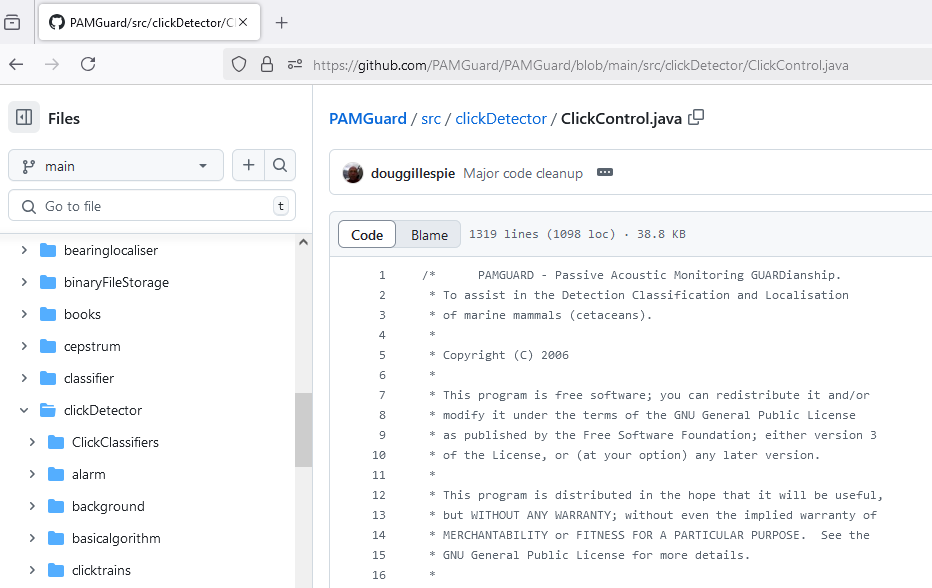 PAMGuard/src/clickDetector/Cl
https://github.com/PAMGuard/PAMGuard/blob/main/src/clickDetector/ClickControl.java
Files
main
Go to file
t
bearinglocaliser
binaryFileStorage
books
cepstrum
classifier
clickDetector
ClickClassifiers
alarm
background
basicalgorithm
clicktrains
PAMGuard / src / clickDetector / ClickControl.java
douggillespie Major code cleanup
Code Blame 1319 lines (1098 loc) · 38.8 KB
1 /* PAMGUARD - Passive Acoustic Monitoring GUARDianship.
2 * To assist in the Detection Classification and Localisation
3 * of marine mammals (cetaceans).
4 *
5 * Copyright (C) 2006
6 *
7 * This program is free software; you can redistribute it and/or
8 * modify it under the terms of the GNU General Public License
9 * as published by the Free Software Foundation; either version 3
10 * of the License, or (at your option) any later version.
11 *
12 * This program is distributed in the hope that it will be useful,
13 * but WITHOUT ANY WARRANTY; without even the implied warranty of
14 * MERCHANTABILITY or FITNESS FOR A PARTICULAR PURPOSE. See the
15 * GNU General Public License for more details.
16 *